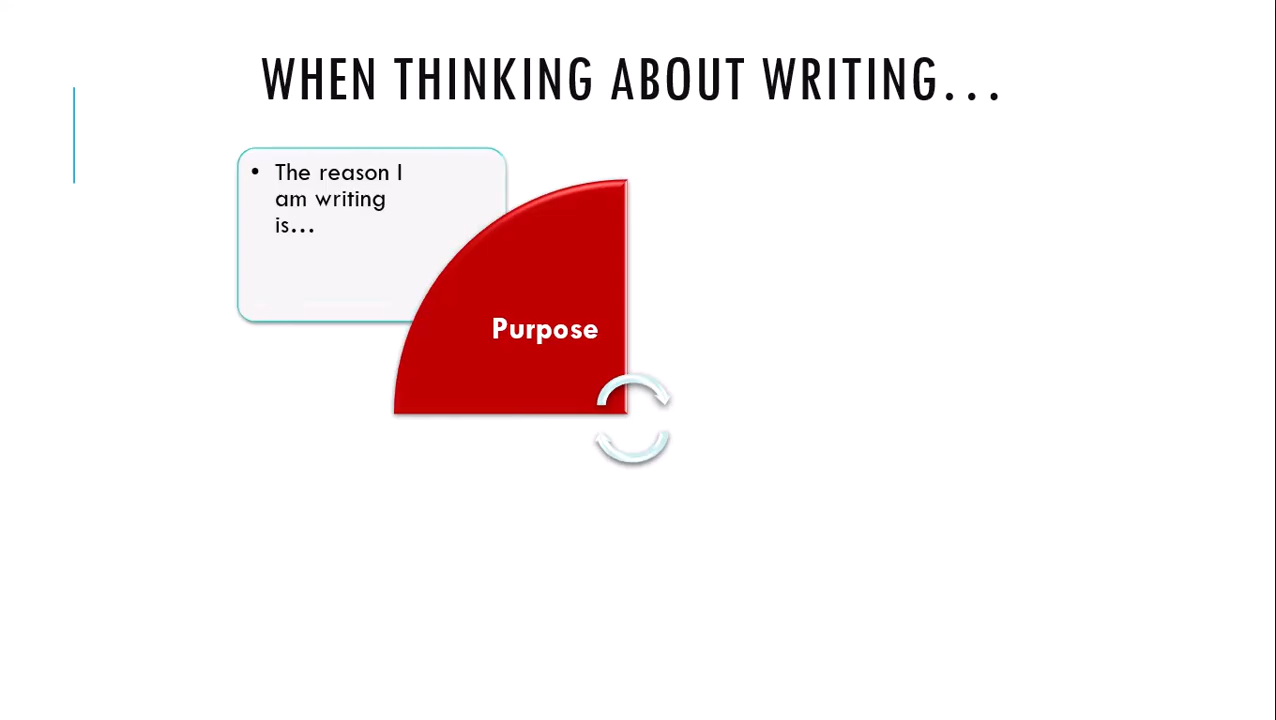 WHEN THINKING ABOUT WRITING...
• The reason I
am writing
is...
Purpose